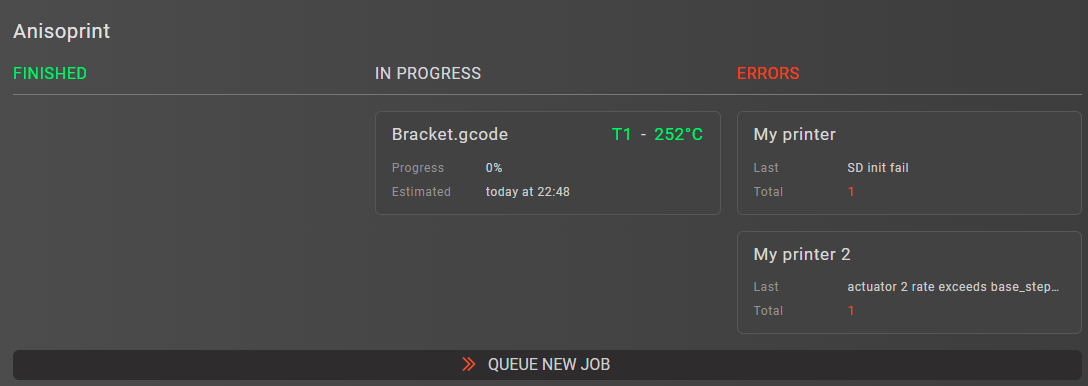 Anisoprint
FINISHED
IN PROGRESS
ERRORS
Bracket.gcode
T1 - 252°C
Progress 0%
Estimated today at 22:48
My printer
Last SD init fail
Total 1
My printer 2
Last actuator 2 rate exceeds base_step...
Total 1
QUEUE NEW JOB